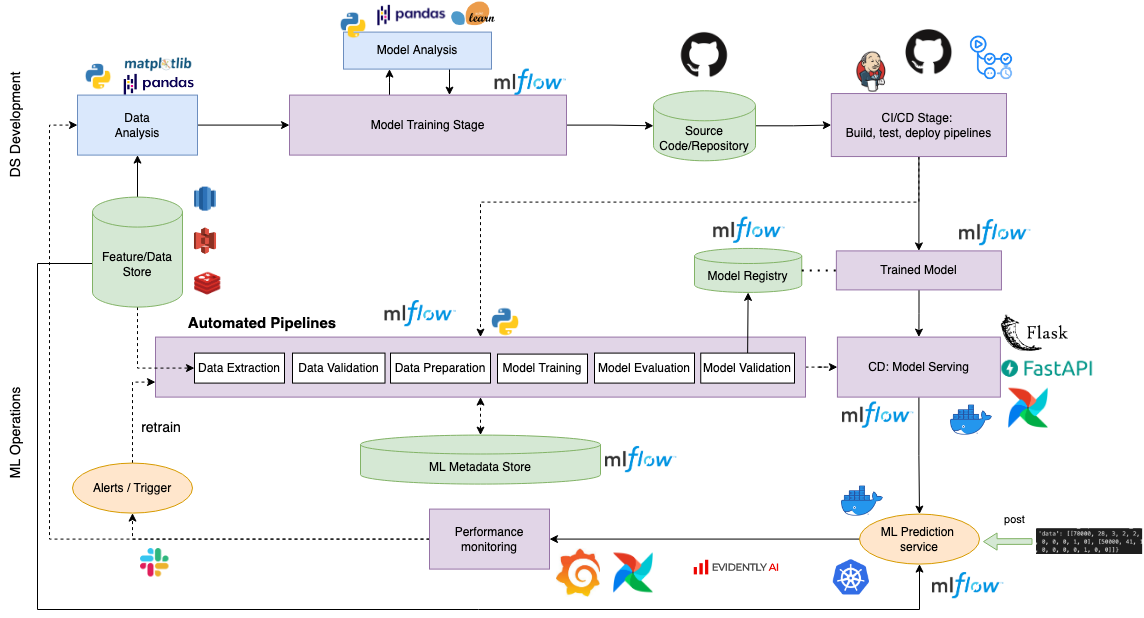 pandas
learn
Model Analysis
matplotlib
pandas
mlflow
DS Development
Data
Analysis
Model Training Stage
Source
Code/Repository
CI/CD Stage:
Build, test, deploy pipelines
mlflow
mlflow
Feature/Data
Store
Model Registry
Trained Model
mlflow
Automated Pipelines
Flask
Data Extraction
Data Validation
Data Preparation
Model Training
Model Evaluation
Model Validation
CD: Model Serving
FastAPI
mlflow
ML Operations
retrain
ML Metadata Store
mlflow
Alerts / Trigger
Performance
monitoring
ML Prediction
service
post
"data": [[70000, 28, 3, 2, 2,
0, 0, 0, 1, 0], [50000, 41, 1
0, 0, 0, 0, 1, 0, 0]]}
EVIDENTLY AI
mlflow